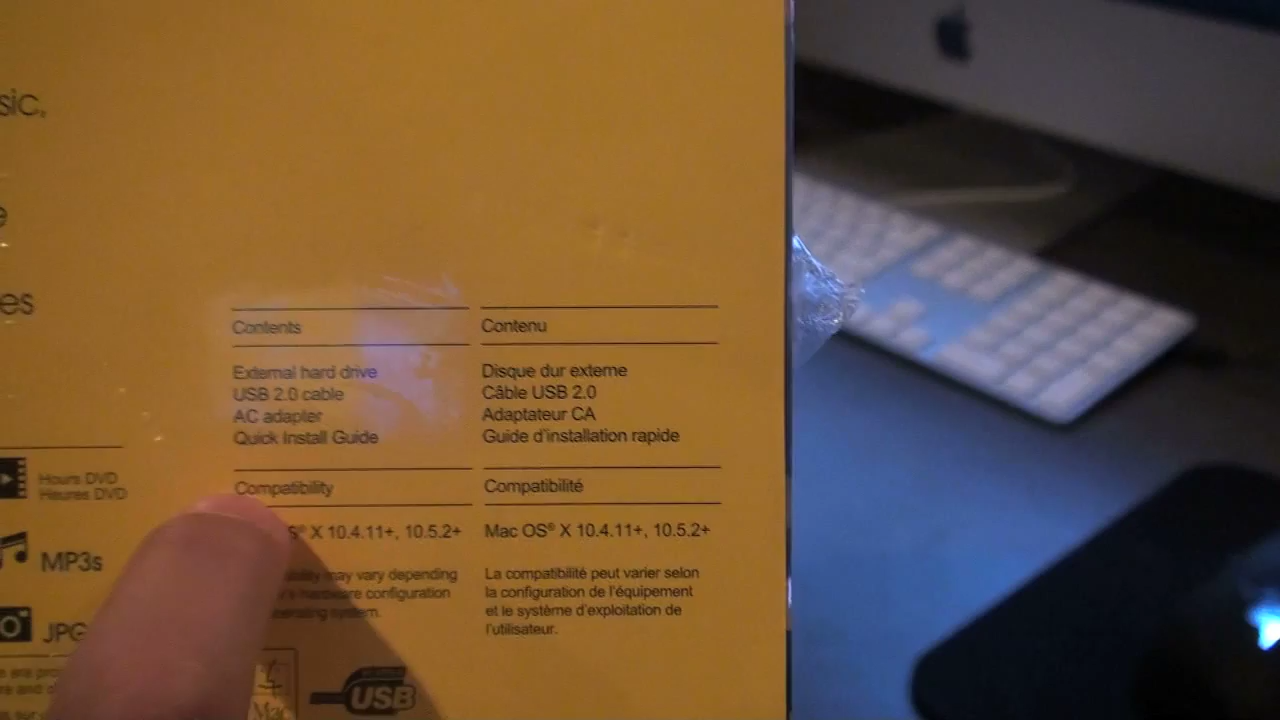 sic,
e
es
Contents
External hard drive
USB 2.0 cable
AC adapter
Quick Install Guide
Compatibility
S® X 10.4.11+, 10.5.2+
may vary depending
hardware configuration
system.
Contenu
Disque dur externe
Câble USB 2.0
Adaptateur CA
Guide d'installation rapide
Compatibilité
Mac OS® X 10.4.11+, 10.5.2+
La compatibilité peut varier selon
la configuration de l'équipement
et le système d'exploitation de
l'utilisateur.
Hours DVD
Heures DVD
MP3s
JPG
Mac
USB